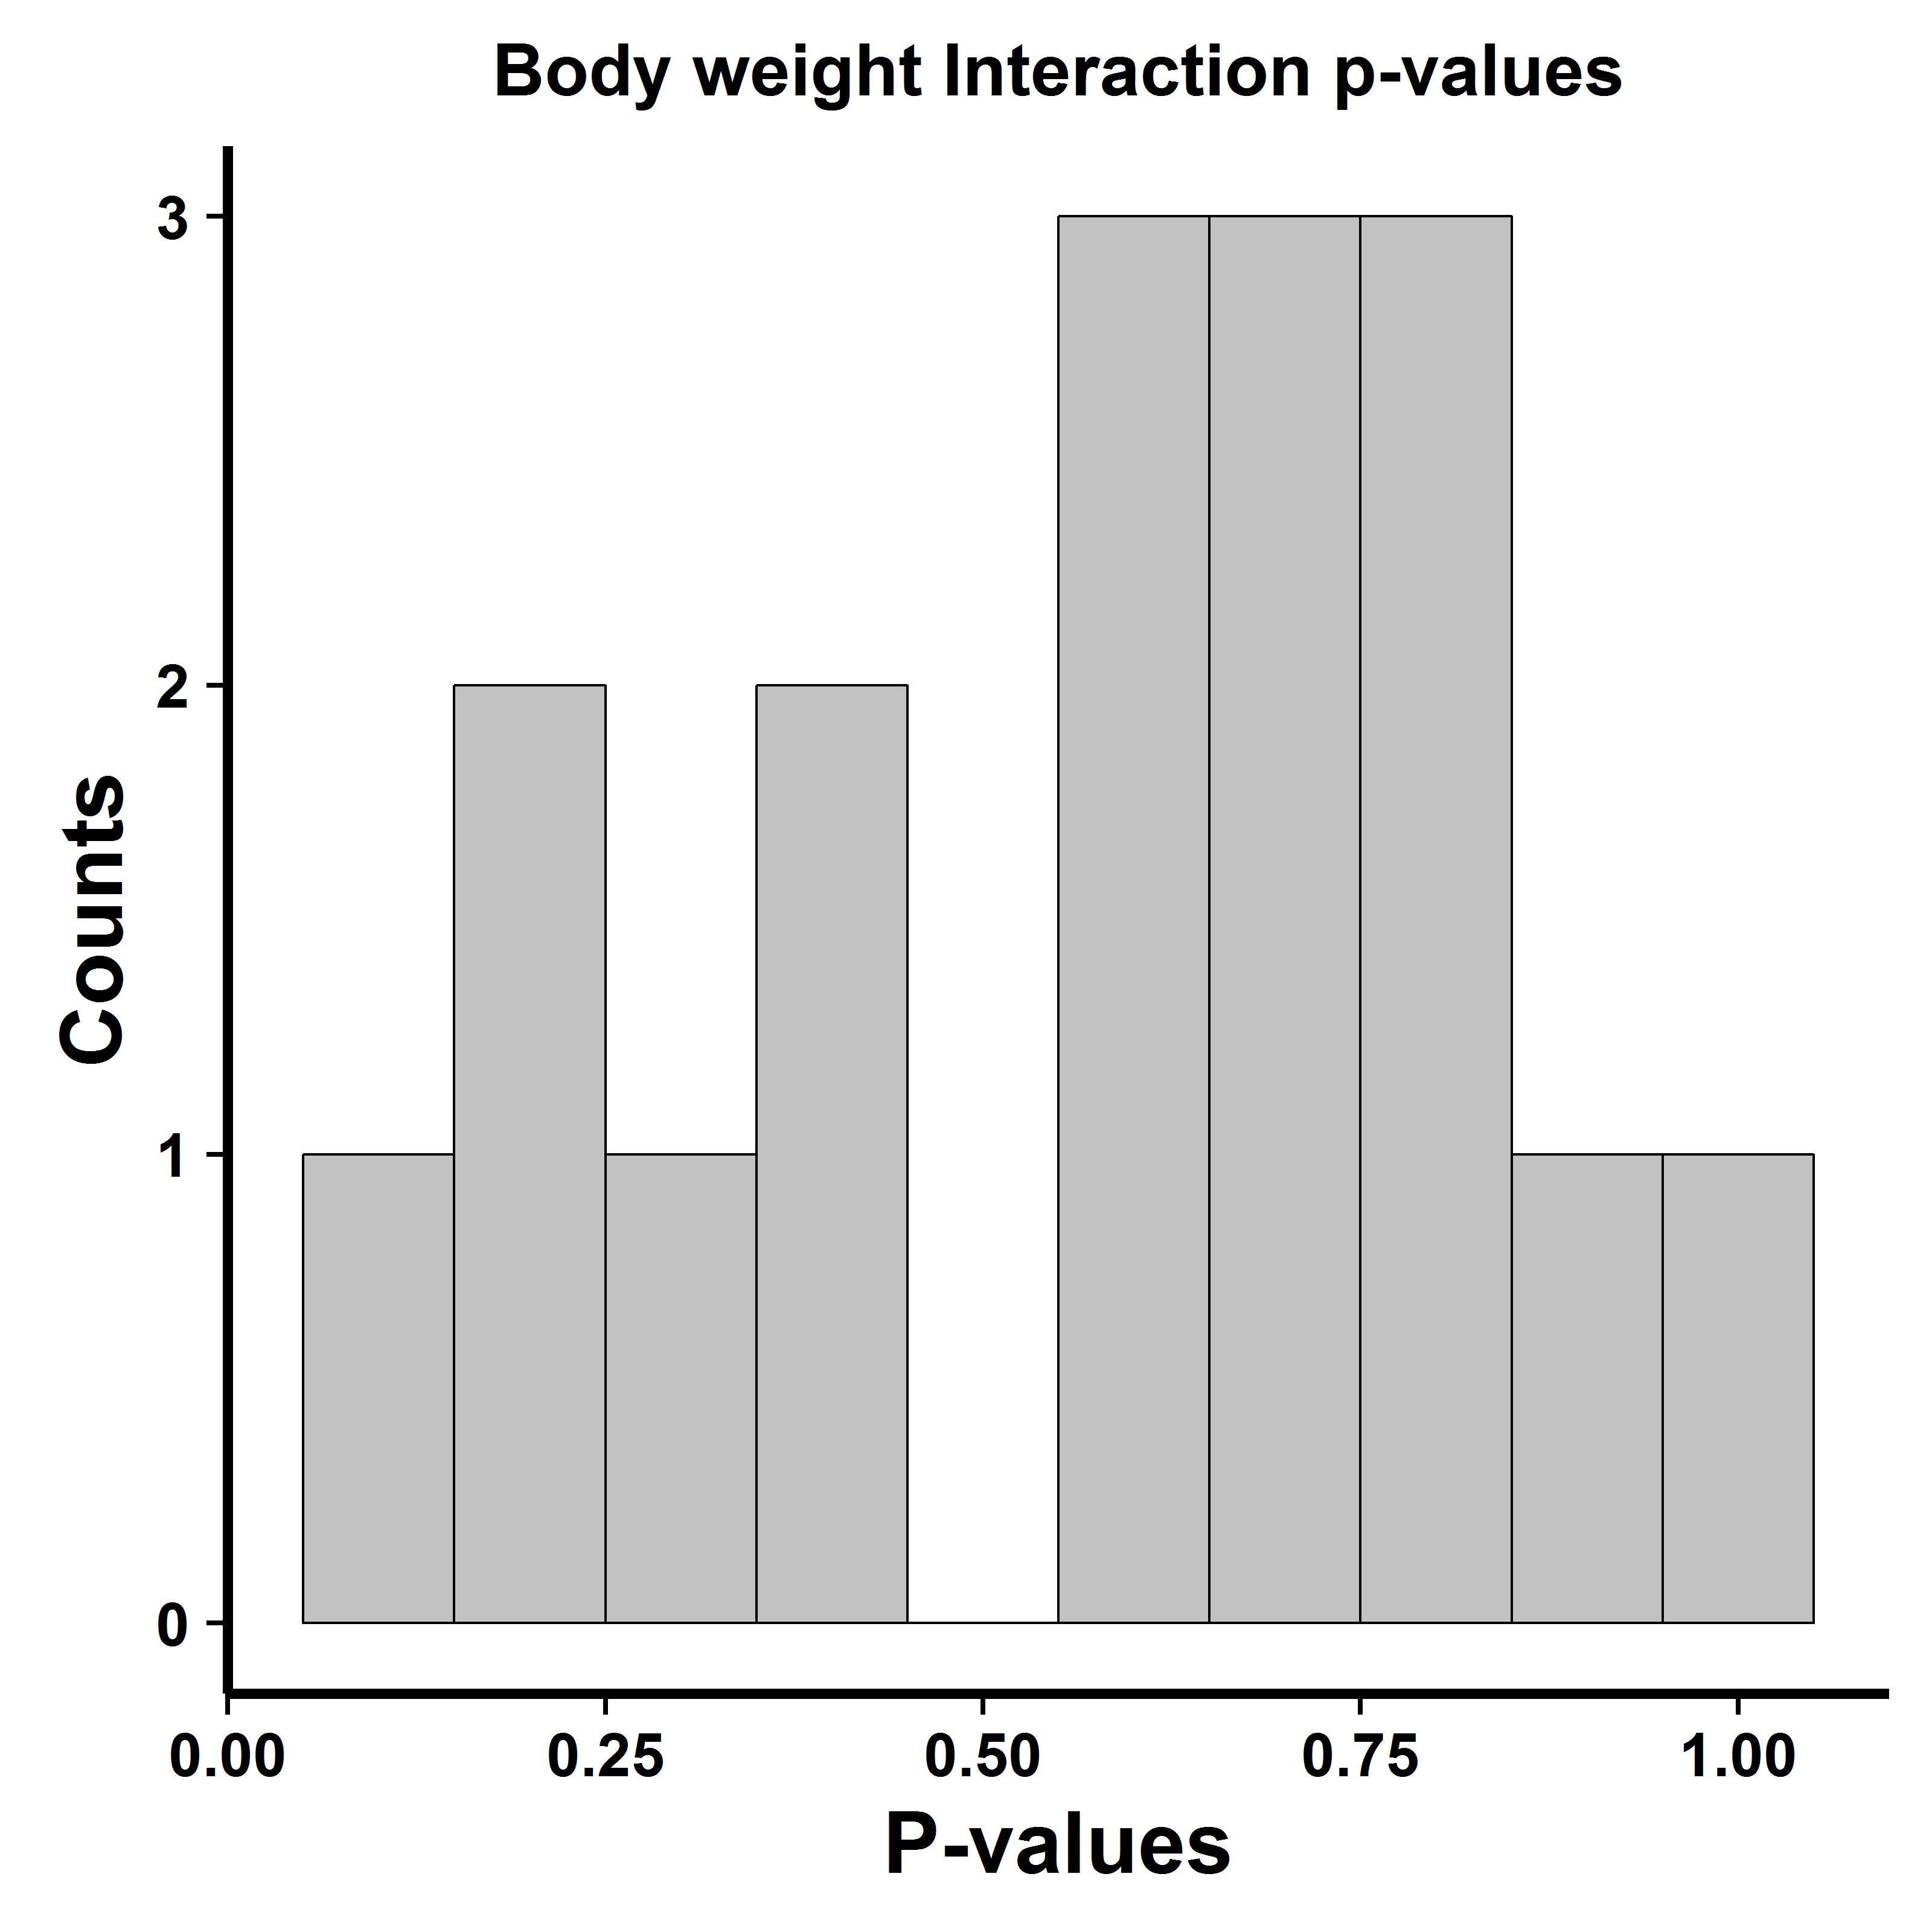 Body weight Interaction p-values
3
2
1
0
Counts
0.00 0.25 0.50 0.75 1.00
P-values